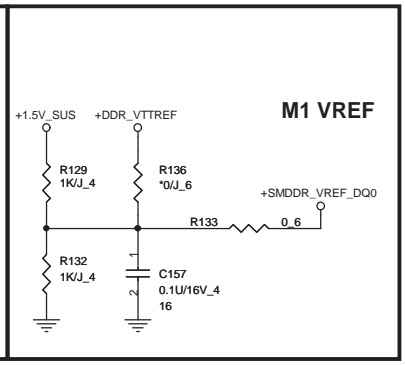 M1 VREF
+1.5V_SUS
+DDR_VTTREF
R129
1K/J_4
R136
*0/J_6
+SMDDR_VREF_DQ0
R133
0_6
R132
1K/J_4
1
2
C157
0.1U/16V_4
16